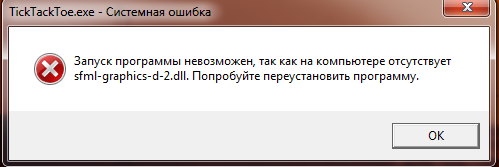 TickTackToe.exe - Системная ошибка
Запуск программы невозможен, так как на компьютере отсутствует
sfml-graphics-d-2.dll. Попробуйте переустановить программу.
OK